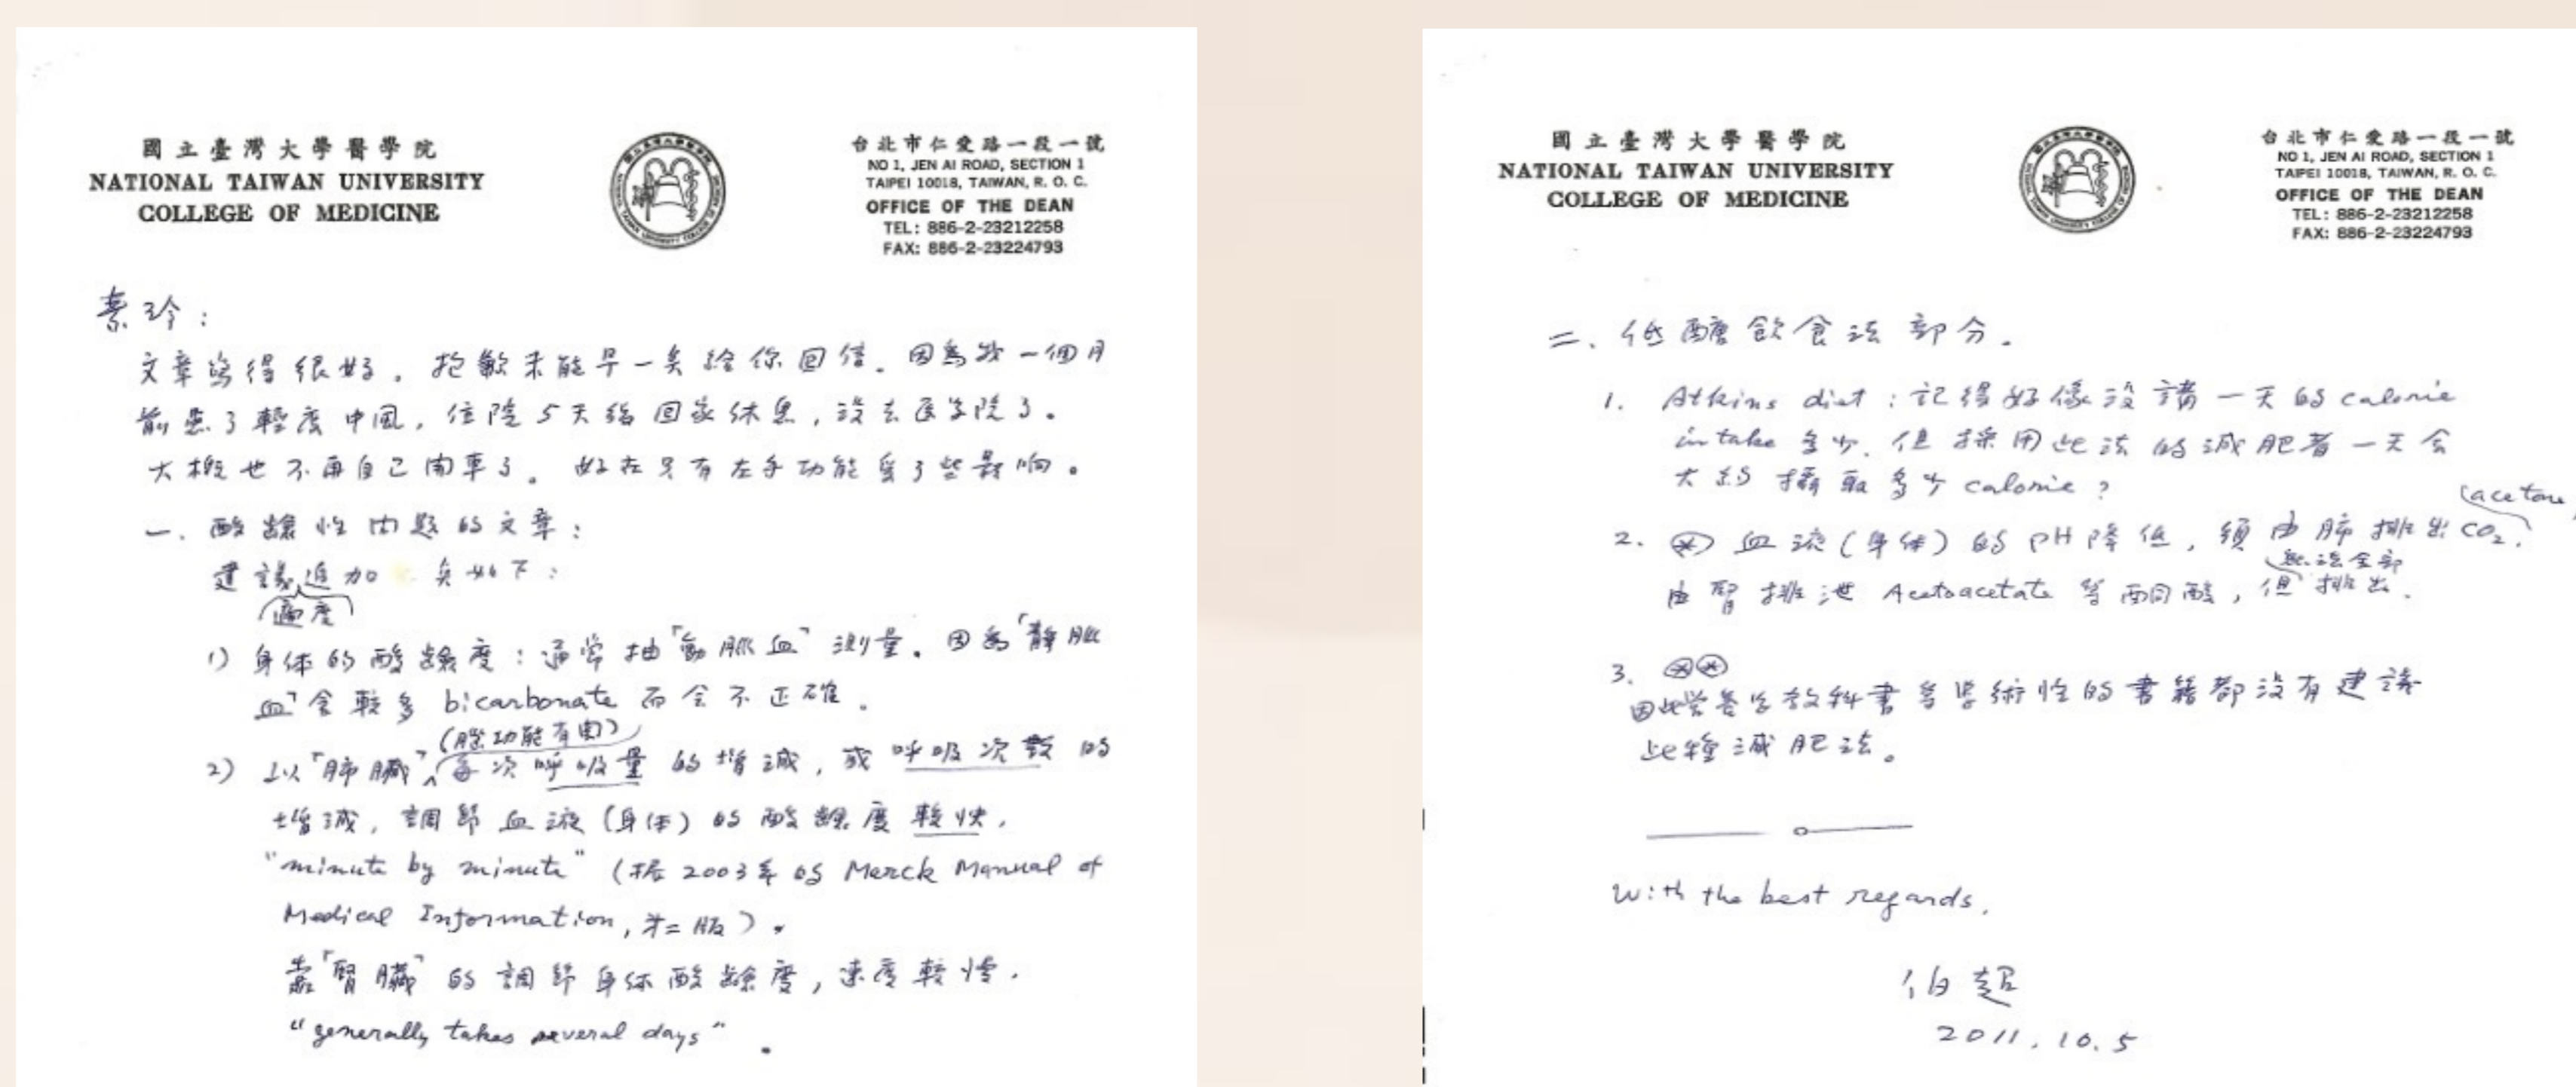 國立臺灣大學醫學院
NATIONAL TAIWAN UNIVERSITY
COLLEGE OF MEDICINE
台北市仁愛路一段一號
NO 1, JEN AI ROAD, SECTION 1
TAIPEI 10018, TAIWAN, R. O. C.
OFFICE OF THE DEAN
TEL: 886-2-23212258
FAX: 886-2-23224793
素玲：
文章寫得很好。抱歉未能早一点給你回信。因為我一個月
前患了輕度中風，住院5天後回家休息，沒去医学院了。
大概也不再自己開車了。好在只有左手功能受了些影响。
一．酸鹼性问题的文章：
建議追加 点如下：
適度
1) 身体的酸鹼度：通常抽「動脈血」測量。因為「靜脈
血」含較多 bicarbonate 而会不正確。
(腦功能有関)
2) 以「肺臟」每次呼吸量的增減，或呼吸次數的
增減，調節血液(身体)的酸鹼度較快．
"minute by minute" (据2003年的 Merck Manual of
Medical Information, 第二版)。
靠「腎臟」的調節身体酸鹼度，速度較慢．
"generally takes several days"．
國立臺灣大學醫學院
NATIONAL TAIWAN UNIVERSITY
COLLEGE OF MEDICINE
台北市仁愛路一段一號
NO 1, JEN AI ROAD, SECTION 1
TAIPEI 10018, TAIWAN, R. O. C.
OFFICE OF THE DEAN
TEL: 886-2-23212258
FAX: 886-2-23224793
二．低醣飲食法部分．
1. Atkins diet：記得好像沒講一天的 calorie
intake 多少．但採用此法的減肥者一天会
大約攝取多少 calorie？
(acetone
2. ⊛ 血液(身体)的 pH 降低，須由肺排出 CO₂．
無法全部
由腎排泄 Acetoacetate 等酮酸，但排出．
3. ⊛⊛
因此営養学教科書等学術性的書籍都沒有建議
此種減肥法。
With the best regards,
伯超
2011.10.5